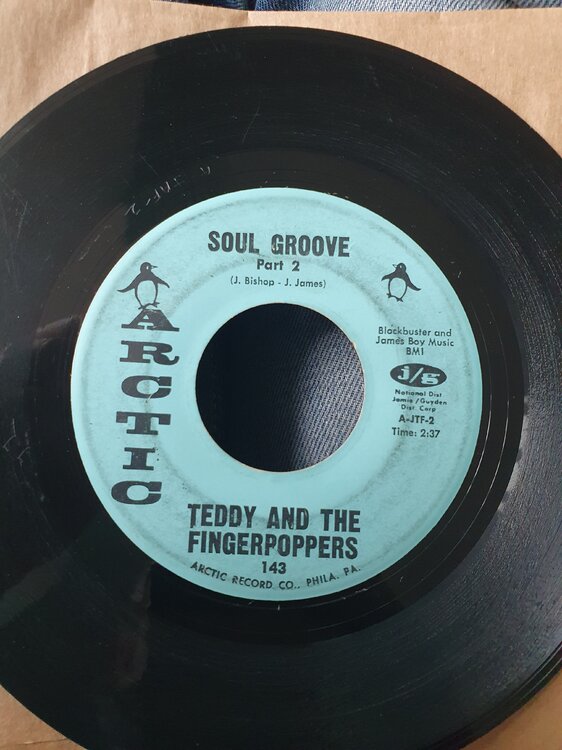 SOUL GROOVE
Part 2
(J. Bishop - J. James)
ARCTIC
Blackbuster and
James Boy Music
BMI
j/g
National Dist.
Jamie/Guyden
Dist Corp
A-JTF-2
Time: 2:37
TEDDY AND THE
FINGERPOPPERS
143
ARCTIC RECORD CO., PHILA. PA.